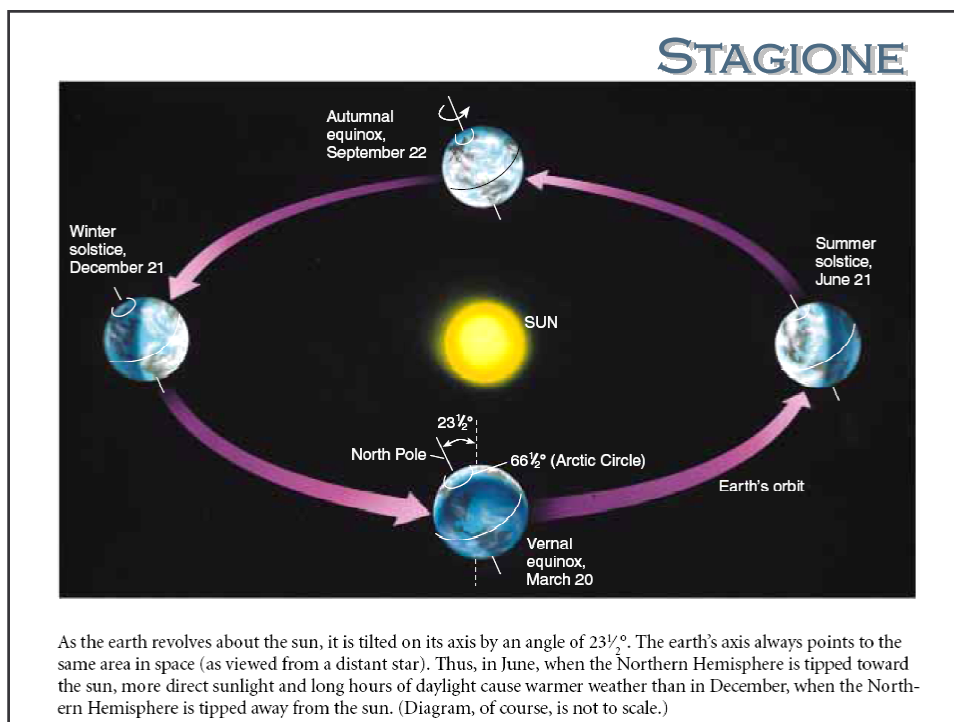 STAGIONE
Autumnal
equinox,
September 22
Winter
solstice,
December 21
Summer
solstice,
June 21
SUN
23½°
North Pole
66½° (Arctic Circle)
Earth's orbit
Vernal
equinox,
March 20
As the earth revolves about the sun, it is tilted on its axis by an angle of 23½°. The earth's axis always points to the
same area in space (as viewed from a distant star). Thus, in June, when the Northern Hemisphere is tipped toward
the sun, more direct sunlight and long hours of daylight cause warmer weather than in December, when the North-
ern Hemisphere is tipped away from the sun. (Diagram, of course, is not to scale.)